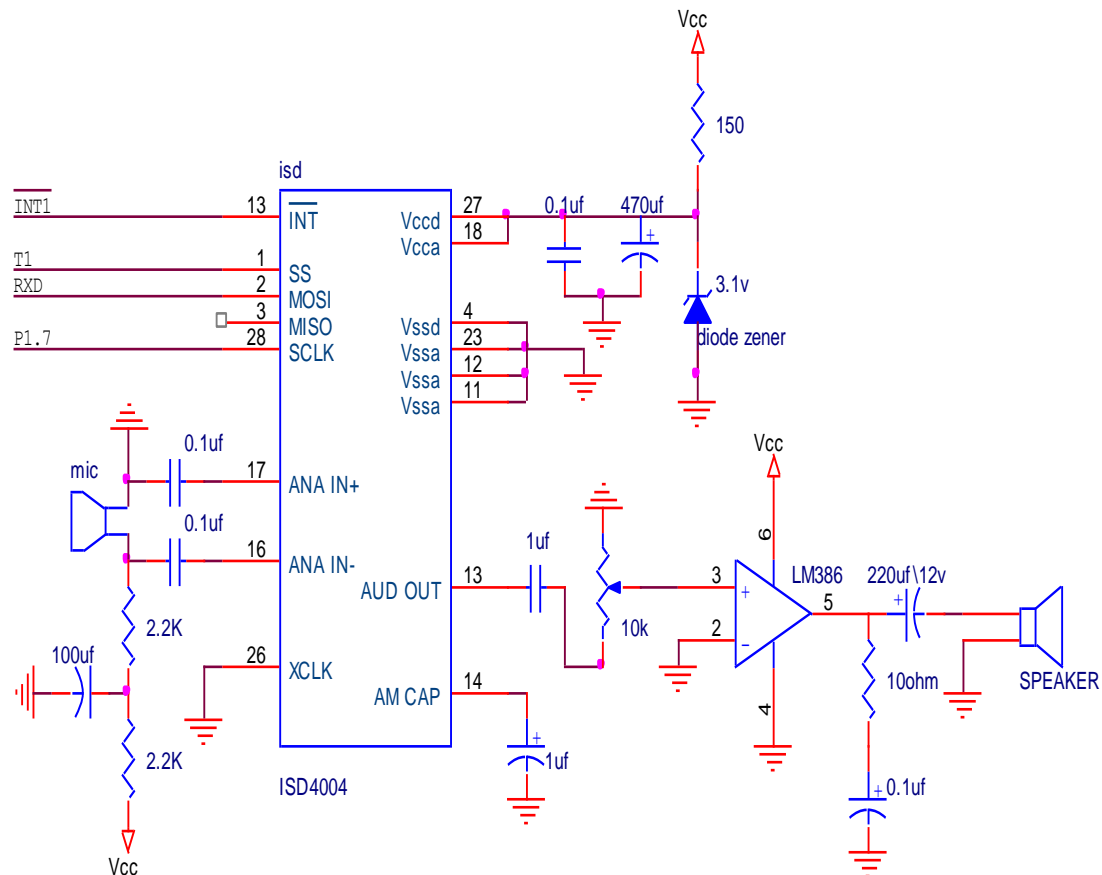 Vcc
150
isd
INT1
13
INT
Vccd
27
0.1uf
470uf
+
Vcca
18
T1
1
SS
RXD
2
MOSI
3.1v
3
MISO
Vssd
4
P1.7
28
SCLK
Vssa
23
diode zener
Vssa
12
Vssa
11
0.1uf
Vcc
mic
17
ANA IN+
0.1uf
1uf
6
16
ANA IN-
LM386
220uf\12v
AUD OUT
13
3
+
5
+
2.2K
10k
2
-
100uf
26
XCLK
10ohm
SPEAKER
AM CAP
14
4
2.2K
+
1uf
ISD4004
+
0.1uf
Vcc